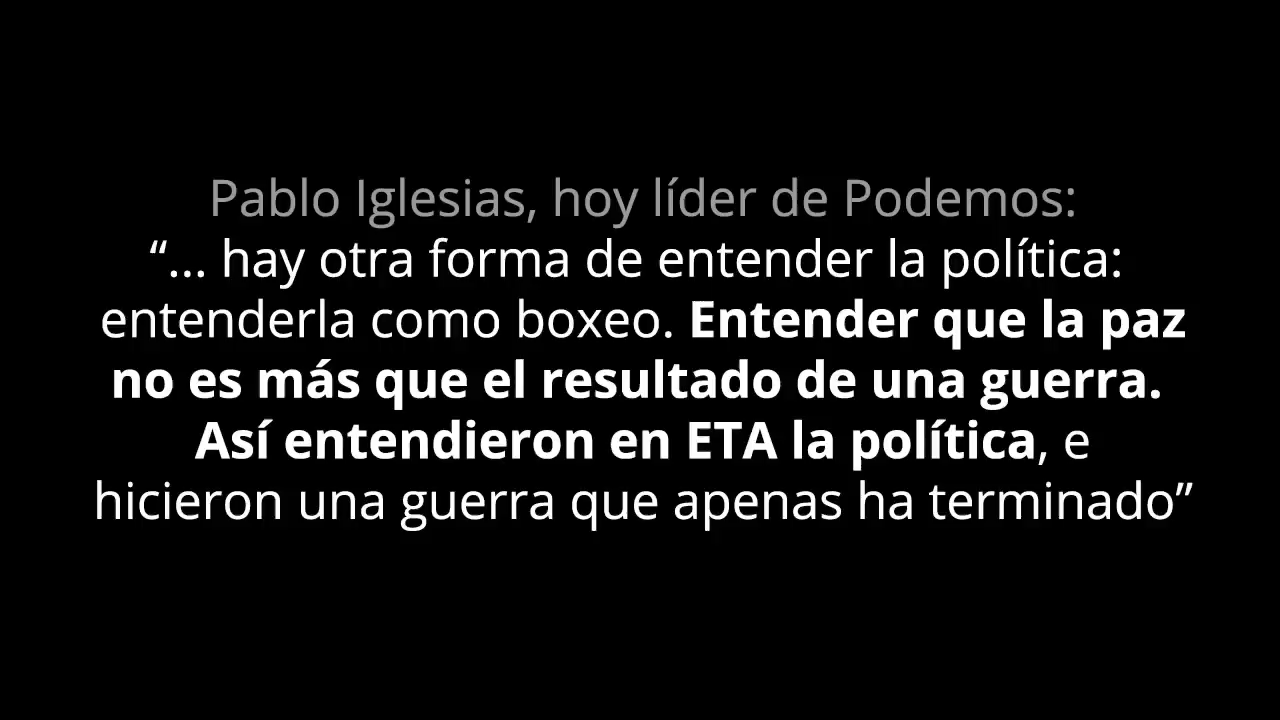 Pablo Iglesias, hoy líder de Podemos:
“... hay otra forma de entender la política:
entenderla como boxeo. Entender que la paz
no es más que el resultado de una guerra.
Así entendieron en ETA la política, e
hicieron una guerra que apenas ha terminado”